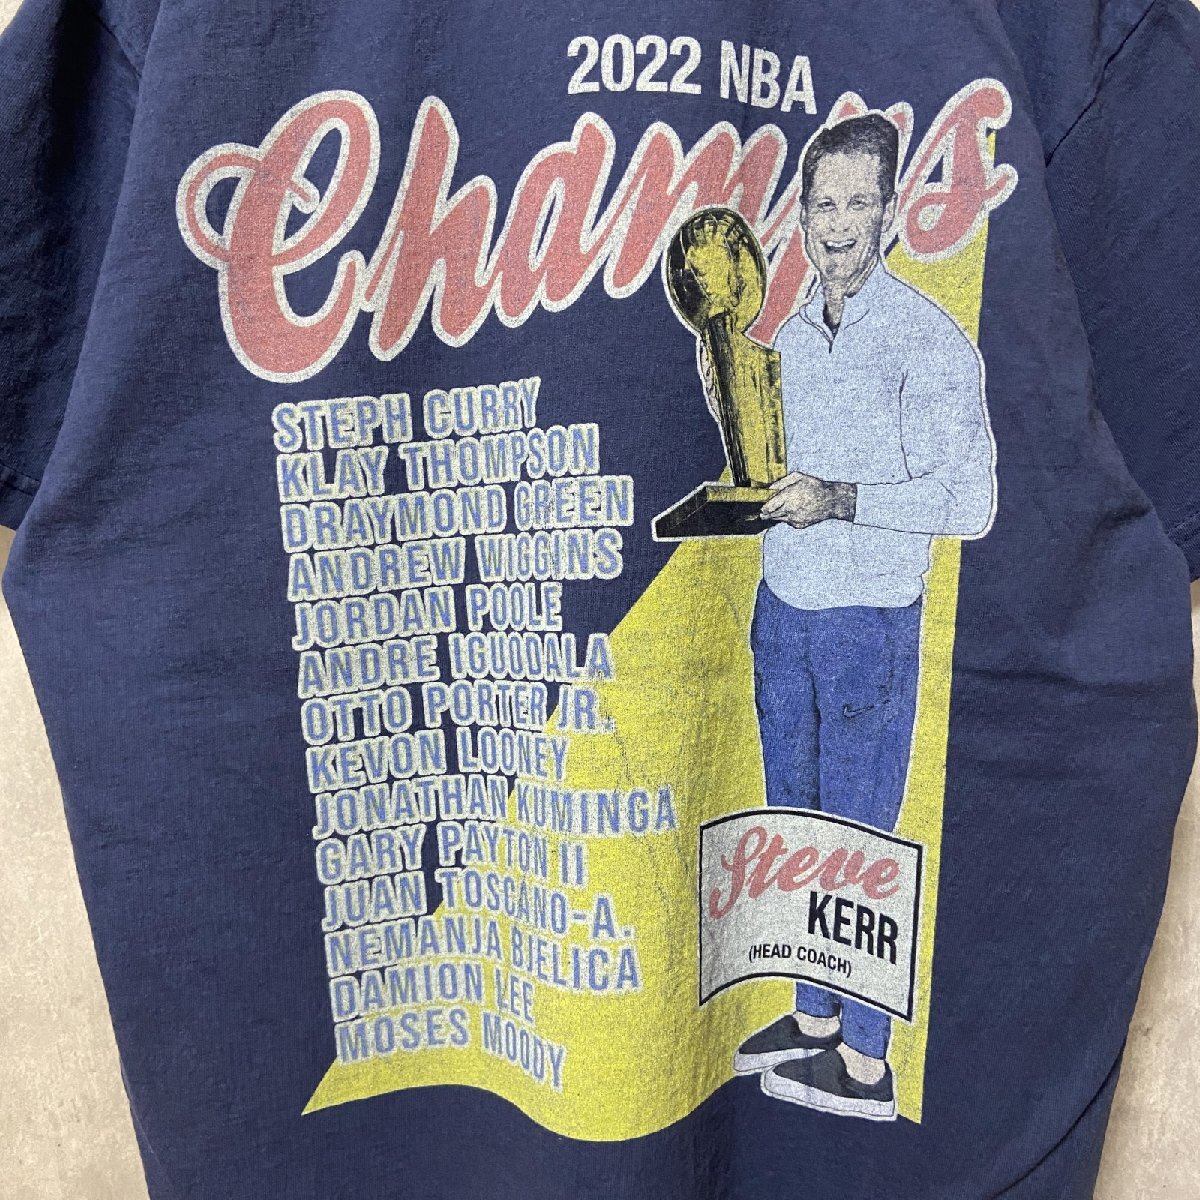 2022 NBA
Champs
STEPH CURRY
KLAY THOMPSON
DRAYMOND GREEN
ANDREW WIGGINS
JORDAN POOLE
ANDRE IGUODALA
OTTO PORTER JR.
KEVON LOONEY
JONATHAN KUMINGA
GARY PAYTON II
JUAN TOSCANO-A.
NEMANJA BJELICA
DAMION LEE
MOSES MOODY
Steve
KERR
(HEAD COACH)